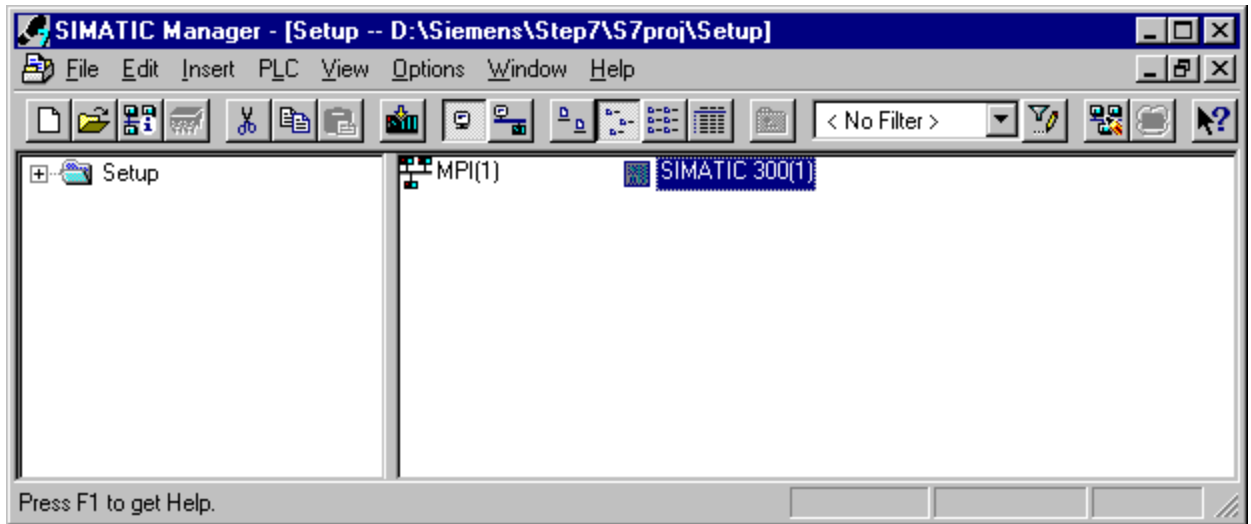 SIMATIC Manager - [Setup -- D:\Siemens\Step7\S7proj\Setup]
File Edit Insert PLC View Options Window Help
< No Filter >
Setup
MPI(1) SIMATIC 300(1)
Press F1 to get Help.